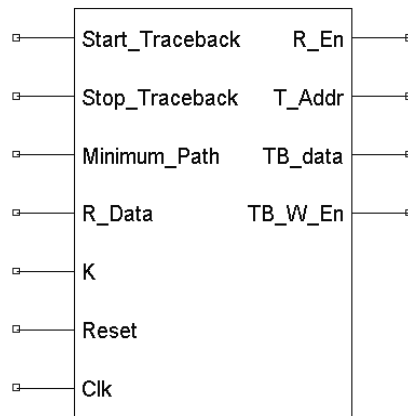 Start_Traceback R_En
Stop_Traceback T_Addr
Minimum_Path TB_data
R_Data TB_W_En
K
Reset
Clk